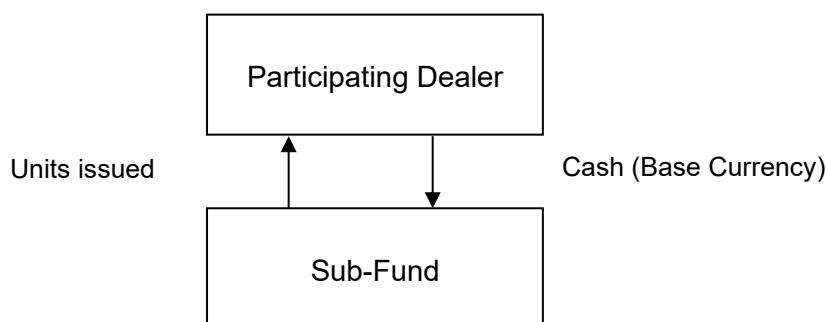 Participating Dealer
Units issued
Cash (Base Currency)
Sub-Fund